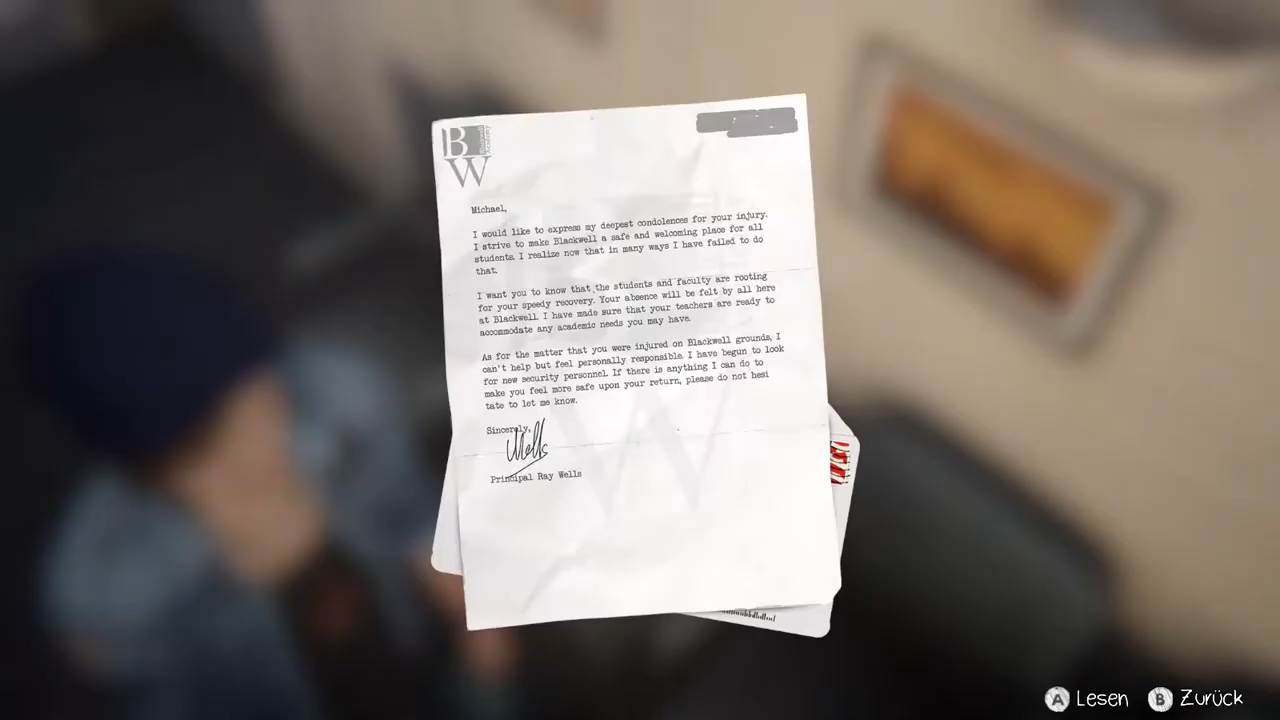 B
W
Blackwell
Academy
Michael,
I would like to express my deepest condolences for your injury.
I strive to make Blackwell a safe and welcoming place for all
students. I realize now that in many ways I have failed to do
that.
I want you to know that the students and faculty are rooting
for your speedy recovery. Your absence will be felt by all here
at Blackwell. I have made sure that your teachers are ready to
accommodate any academic needs you may have.
As for the matter that you were injured on Blackwell grounds, I
can't help but feel personally responsible. I have begun to look
for new security personnel. If there is anything I can do to
make you feel more safe upon your return, please do not hesi
tate to let me know.
Sincerely,
Wells
Principal Ray Wells
A Lesen B Zurück